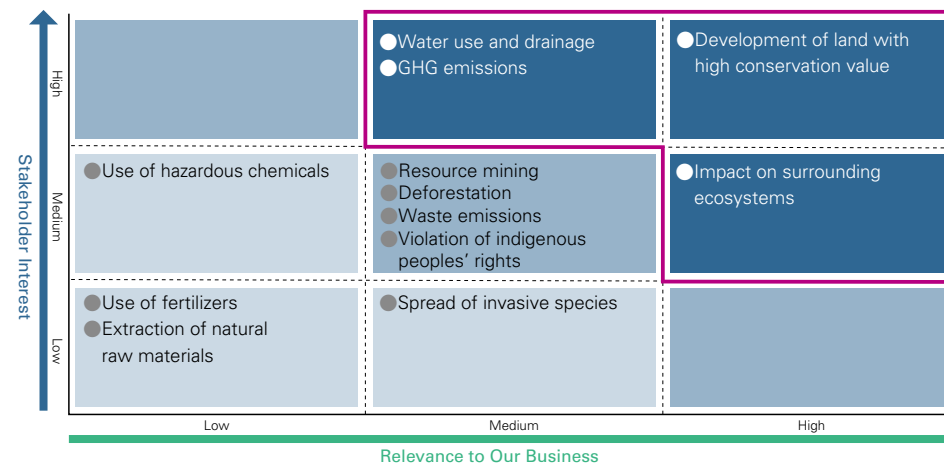 Stakeholder Interest
High
Water use and drainage
GHG emissions
Development of land with
high conservation value
Medium
Use of hazardous chemicals
Resource mining
Deforestation
Waste emissions
Violation of indigenous
peoples’ rights
Impact on surrounding
ecosystems
Low
Use of fertilizers
Extraction of natural
raw materials
Spread of invasive species
Low
Medium
High
Relevance to Our Business